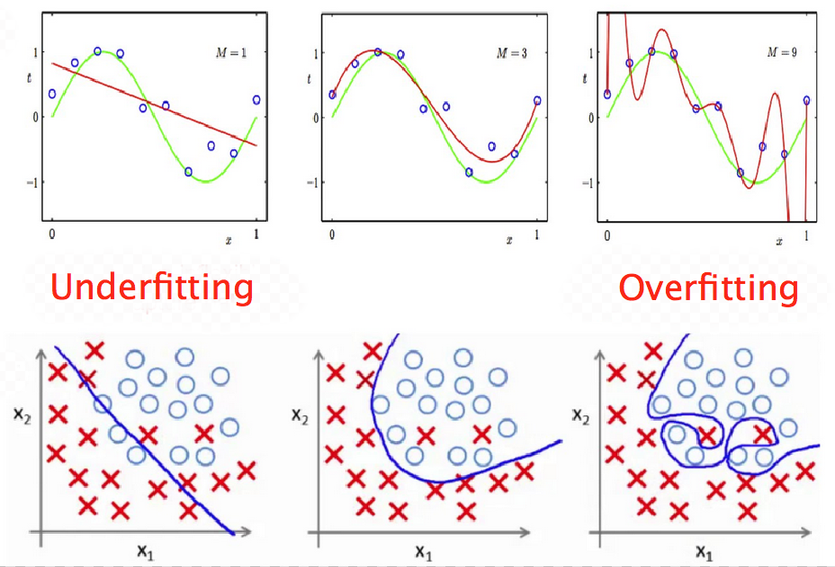 1
t
0
−1
M = 1
0
x
1
1
t
0
−1
M = 3
0
x
1
1
t
0
−1
M = 9
0
x
1
Underfitting
Overfitting
x2
x1
x2
x1
x2
x1